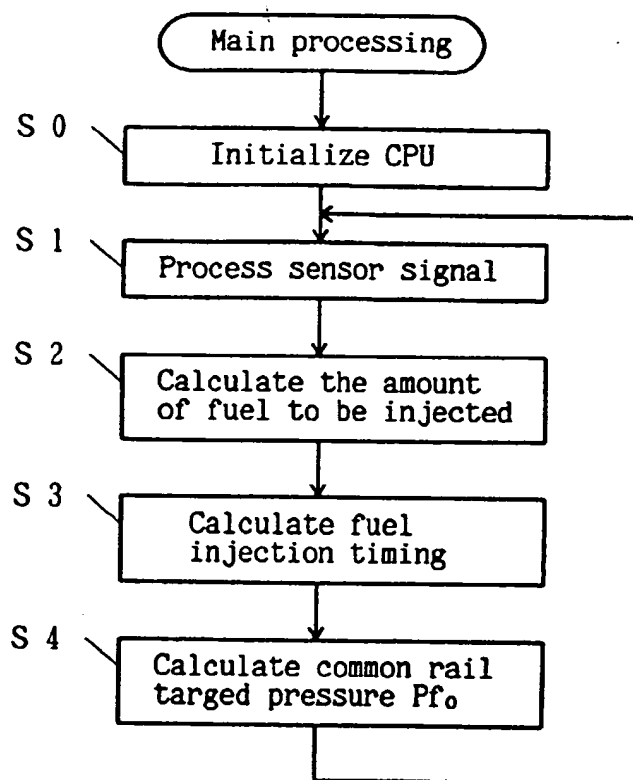 Main processing
S 0
Initialize CPU
S 1
Process sensor signal
S 2
Calculate the amount
of fuel to be injected
S 3
Calculate fuel
injection timing
S 4
Calculate common rail
targed pressure Pf₀